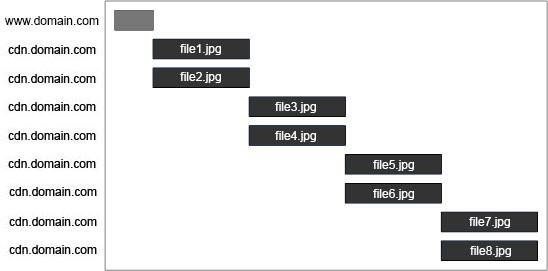 www.domain.com
cdn.domain.com file1.jpg
cdn.domain.com file2.jpg
cdn.domain.com file3.jpg
cdn.domain.com file4.jpg
cdn.domain.com file5.jpg
cdn.domain.com file6.jpg
cdn.domain.com file7.jpg
cdn.domain.com file8.jpg